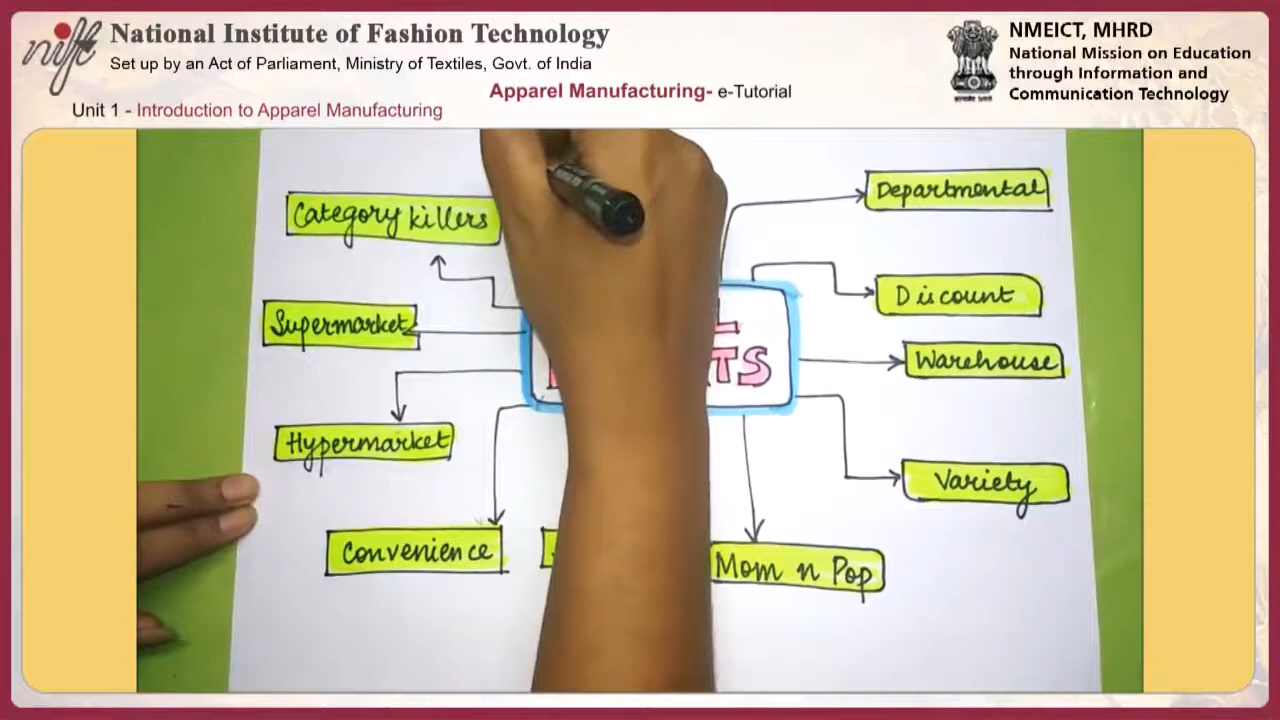 nift
National Institute of Fashion Technology
Set up by an Act of Parliament, Ministry of Textiles, Govt. of India
NMEICT, MHRD
National Mission on Education
through Information and
Communication Technology
Apparel Manufacturing- e-Tutorial
Unit 1 - Introduction to Apparel Manufacturing
Category killers
Departmental
Supermarket
Discount
Warehouse
TS
Hypermarket
Variety
Convenience
Mom n Pop